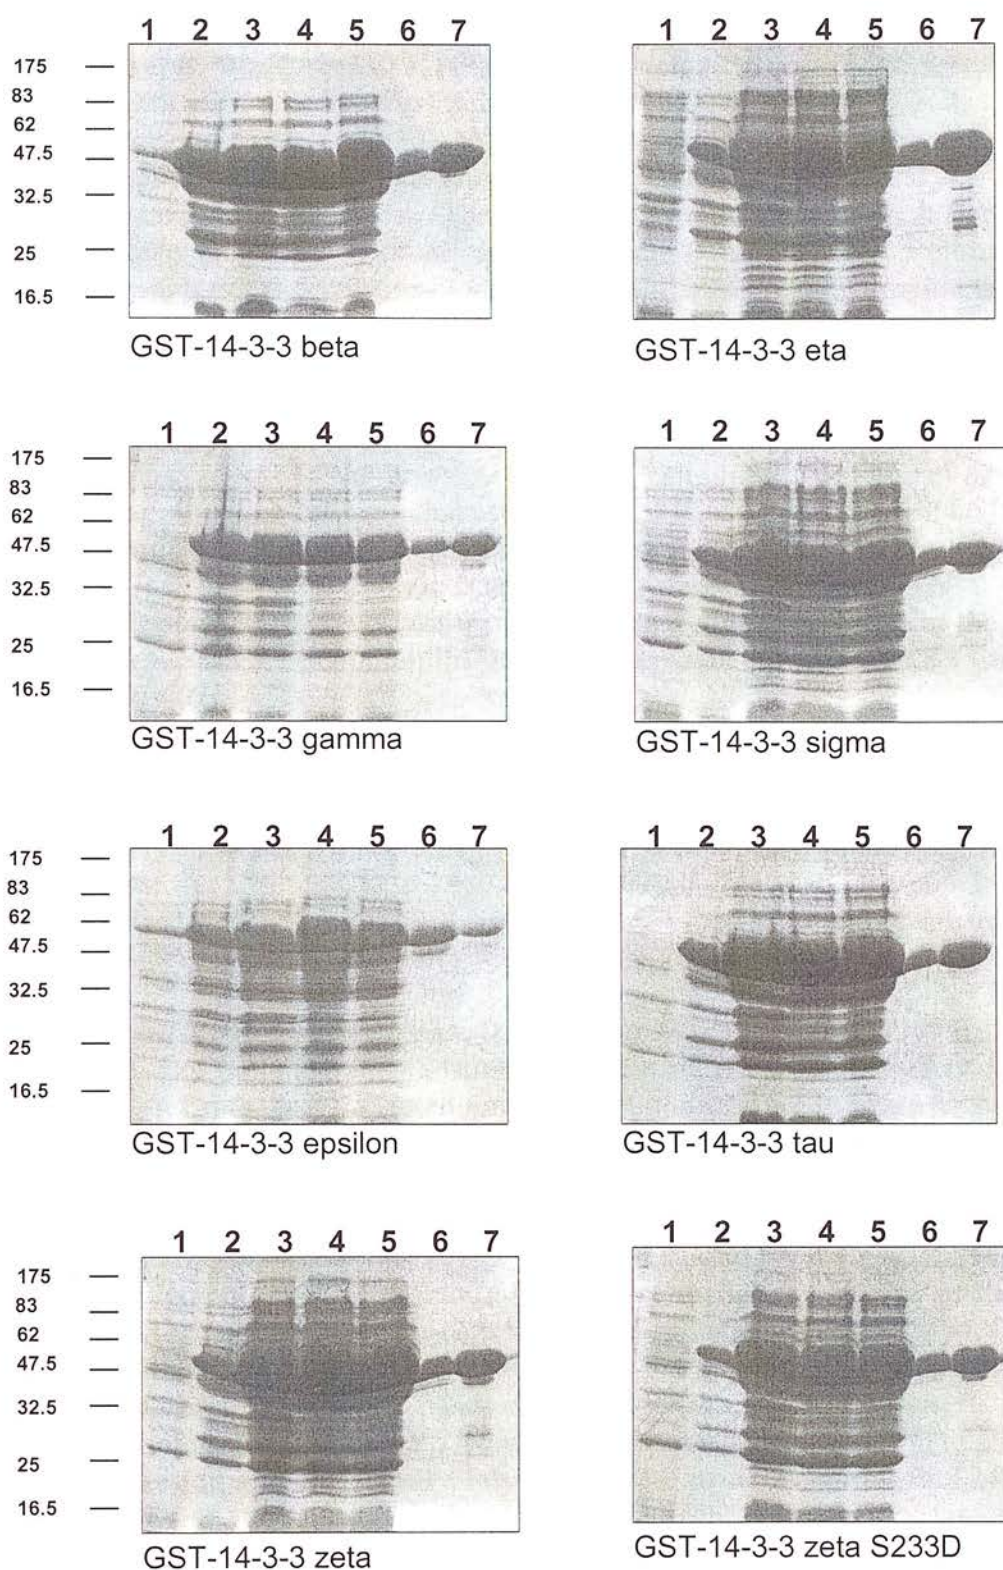 1 2 3 4 5 6 7
175
83
62
47.5
32.5
25
16.5
GST-14-3-3 beta
1 2 3 4 5 6 7
GST-14-3-3 eta
1 2 3 4 5 6 7
175
83
62
47.5
32.5
25
16.5
GST-14-3-3 gamma
1 2 3 4 5 6 7
GST-14-3-3 sigma
1 2 3 4 5 6 7
175
83
62
47.5
32.5
25
16.5
GST-14-3-3 epsilon
1 2 3 4 5 6 7
GST-14-3-3 tau
1 2 3 4 5 6 7
175
83
62
47.5
32.5
25
16.5
GST-14-3-3 zeta
1 2 3 4 5 6 7
GST-14-3-3 zeta S233D